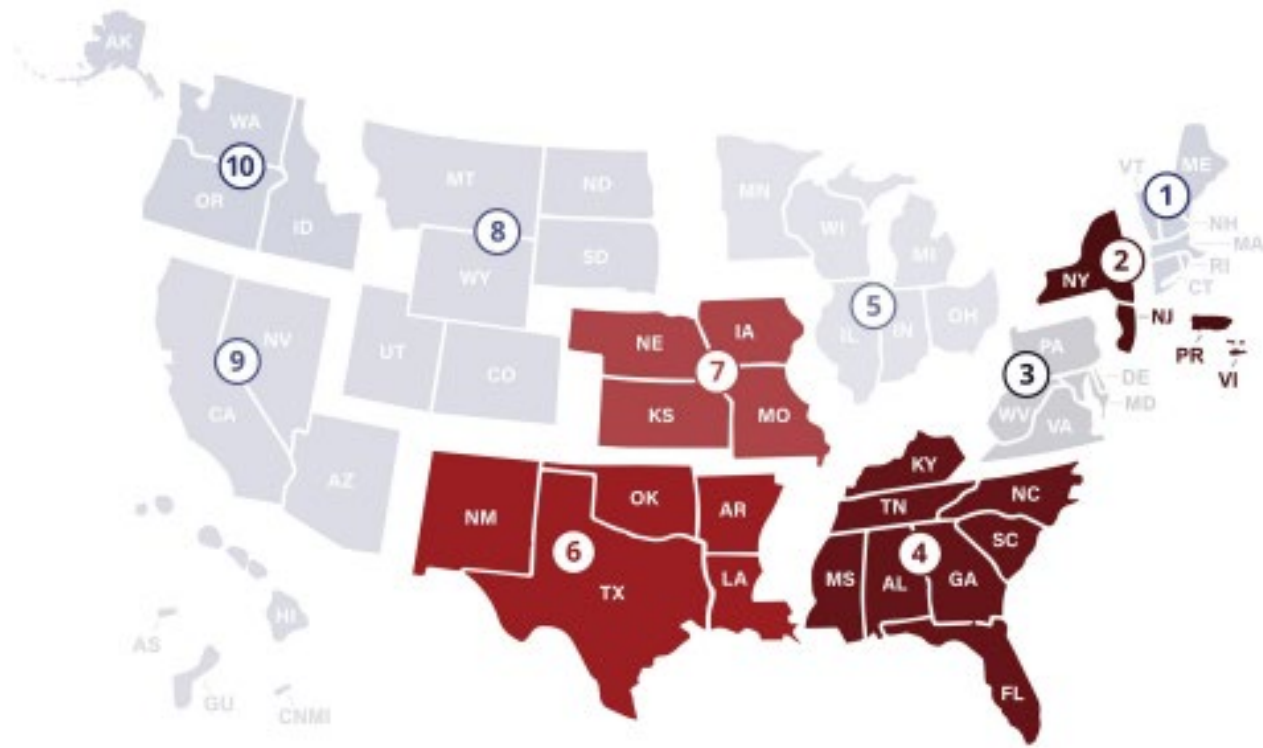 AK
WA
10
OR
ID
MT
ND
8
WY
SD
MN
WI
MI
5
IL
IN
OH
VT
ME
1
NH
MA
RI
CT
2
NY
NJ
PR
VI
PA
3
DE
MD
WV
VA
9
NV
CA
UT
CO
AZ
NE
IA
7
KS
MO
NM
OK
AR
6
TX
LA
KY
TN
NC
SC
4
MS
AL
GA
FL
HI
AS
GU
CNMI